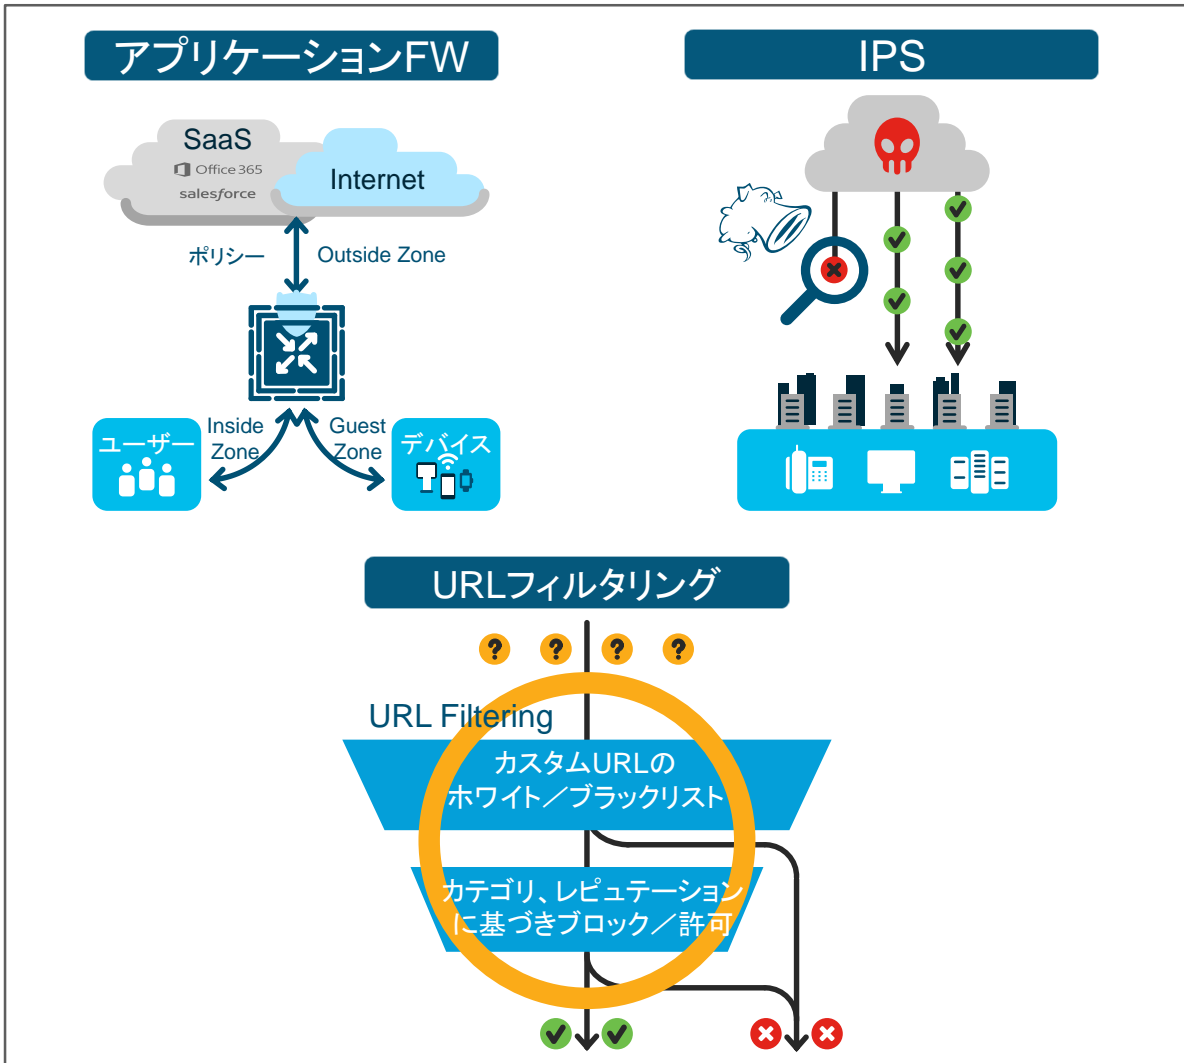 アプリケーションFW
SaaS
Office 365
salesforce
Internet
ポリシー
Outside Zone
ユーザー
Inside
Zone
Guest
Zone
デバイス
IPS
URLフィルタリング
? ? ? ?
URL Filtering
カスタムURLの
ホワイト／ブラックリスト
カテゴリ、レピュテーション
に基づきブロック／許可